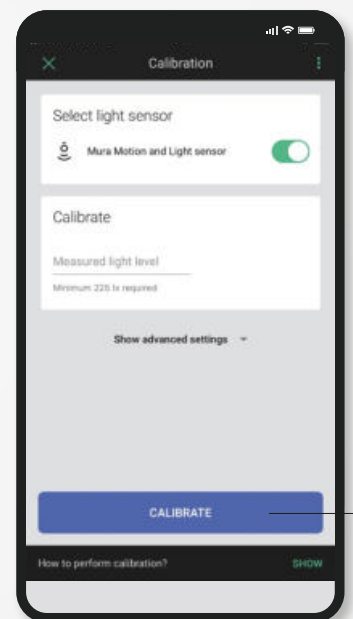 Calibration
Select light sensor
Mura Motion and Light sensor
Calibrate
Measured light level
Minimum 225 is required
Show advanced settings
CALIBRATE
How to perform calibration? SHOW